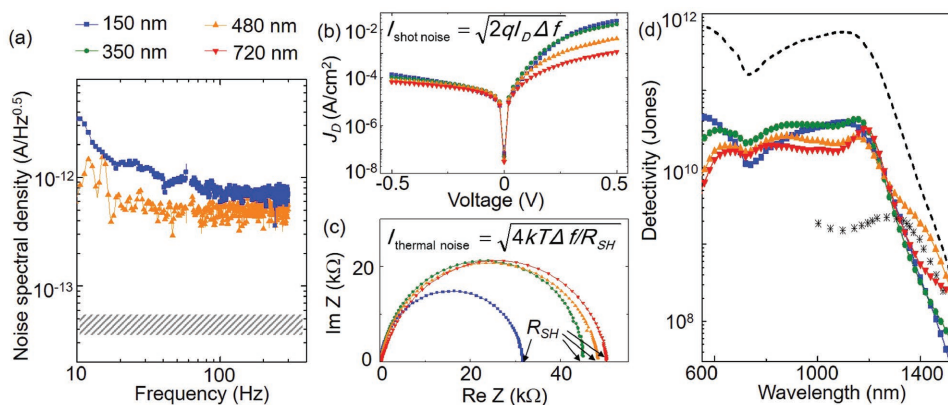 (a)
150 nm
350 nm
480 nm
720 nm
Noise spectral density (A/Hz^0.5)
10^-12
10^-13
10
100
Frequency (Hz)
(b)
I_shot noise = √2qI_D Δf
J_D (A/cm^2)
10^-2
10^-4
10^-6
10^-8
-0.5
0
0.5
Voltage (V)
(c)
I_thermal noise = √4kTΔf/R_SH
Im Z (kΩ)
20
0
R_SH
0
20
40
Re Z (kΩ)
(d)
Detectivity (Jones)
10^12
10^10
10^8
600
1000
1400
Wavelength (nm)